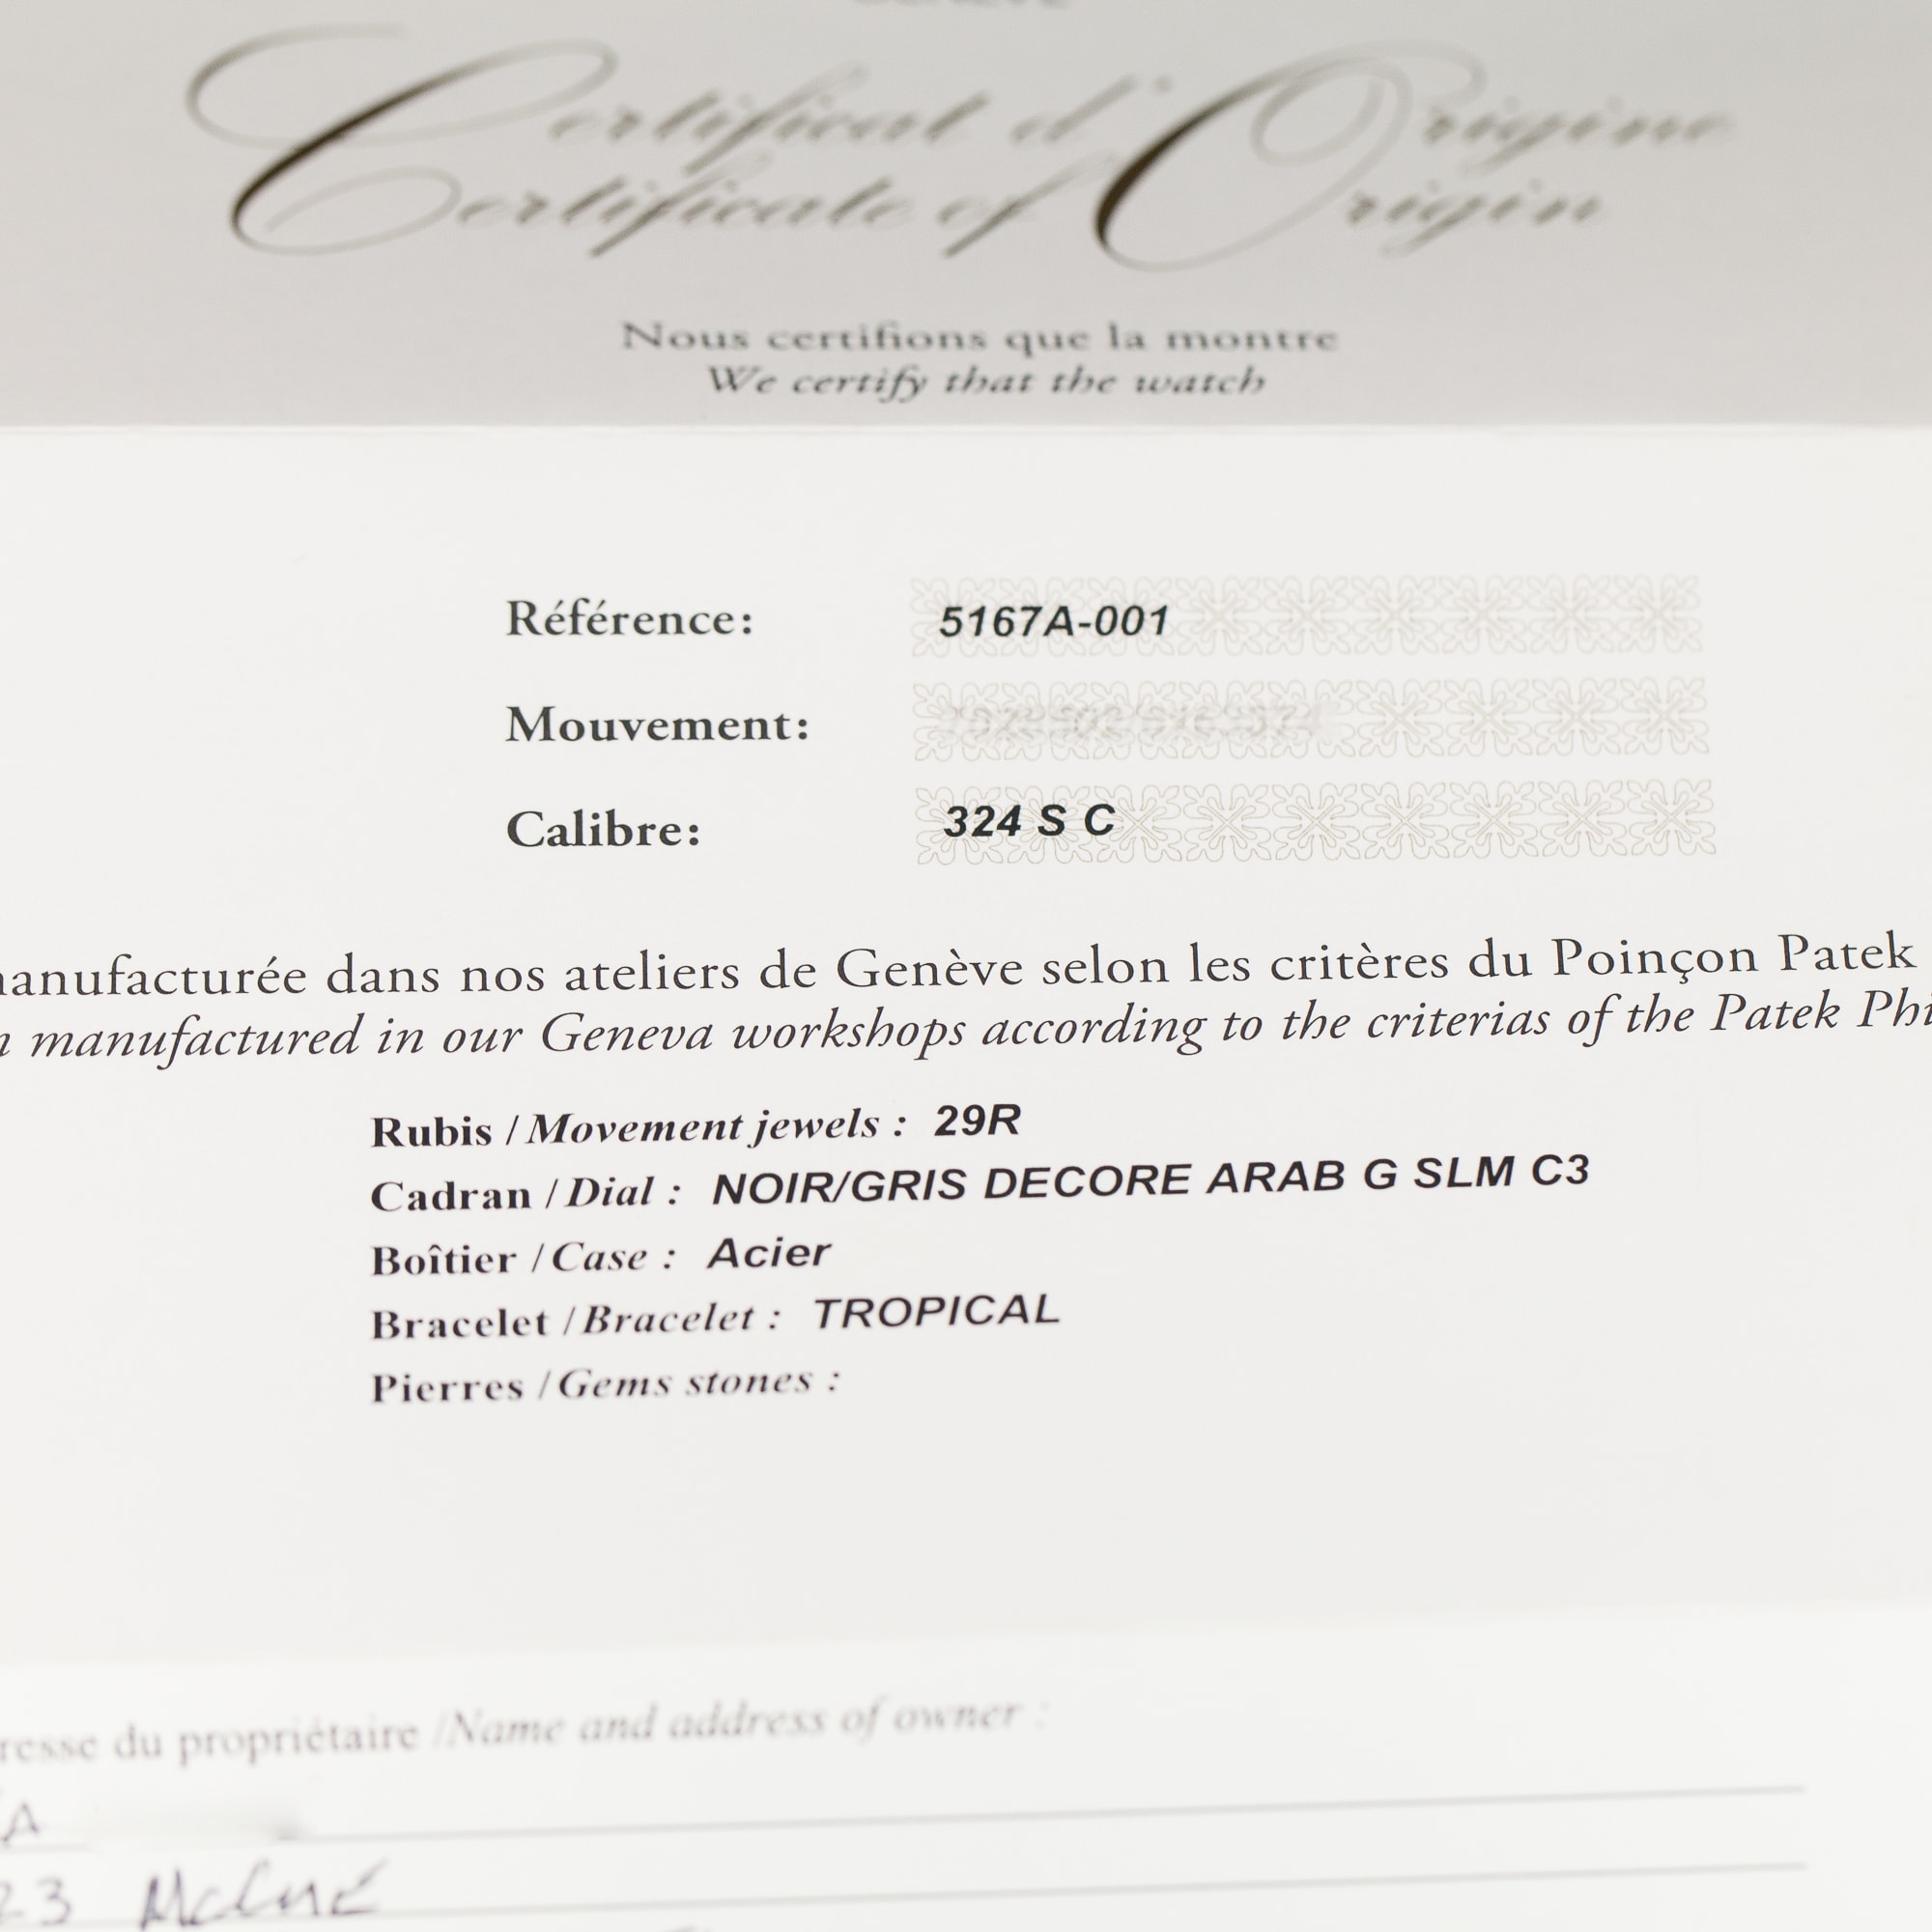 Certificat d'Origine
Certificate of Origin
Nous certifions que la montre
We certify that the watch
Référence: 5167A-001
Mouvement:
Calibre: 324 S C
anufacturée dans nos ateliers de Genève selon les critères du Poinçon Patek
n manufactured in our Geneva workshops according to the criterias of the Patek Phi
Rubis / Movement jewels : 29R
Cadran / Dial : NOIR/GRIS DECORE ARAB G SLM C3
Boîtier / Case : Acier
Bracelet / Bracelet : TROPICAL
Pierres / Gems stones :
resse du propriétaire / Name and address of owner :
A
23